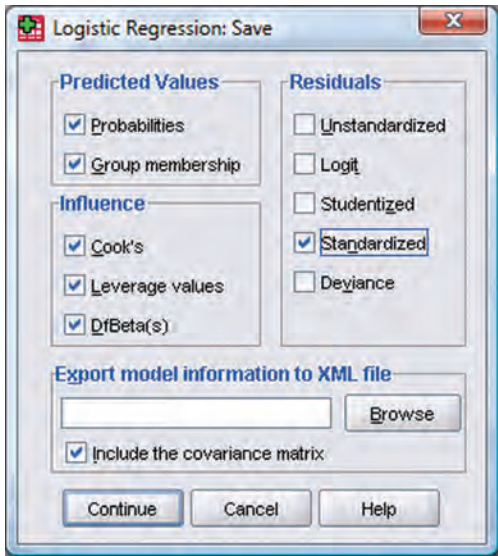 Logistic Regression: Save
Predicted Values
Probabilities
Group membership
Influence
Cook's
Leverage values
DfBeta(s)
Residuals
Unstandardized
Logit
Studentized
Standardized
Deviance
Export model information to XML file
Browse
Include the covariance matrix
Continue Cancel Help